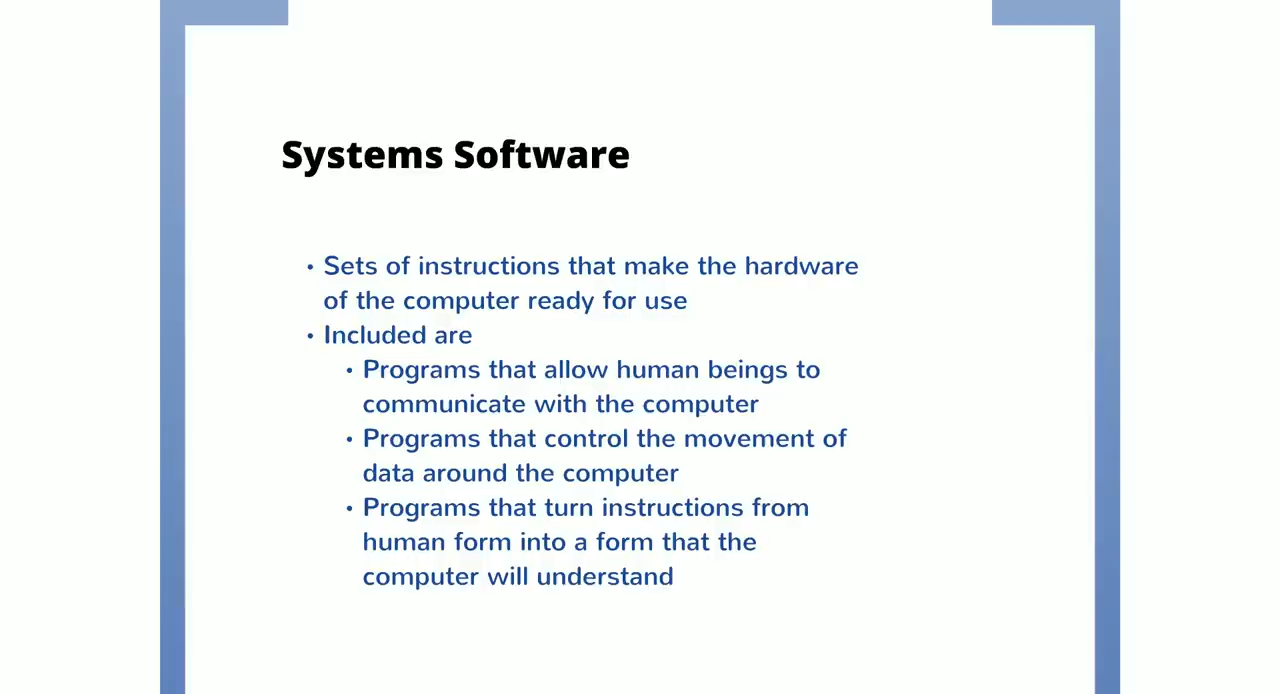 Systems Software
• Sets of instructions that make the hardware
of the computer ready for use
• Included are
• Programs that allow human beings to
communicate with the computer
• Programs that control the movement of
data around the computer
• Programs that turn instructions from
human form into a form that the
computer will understand